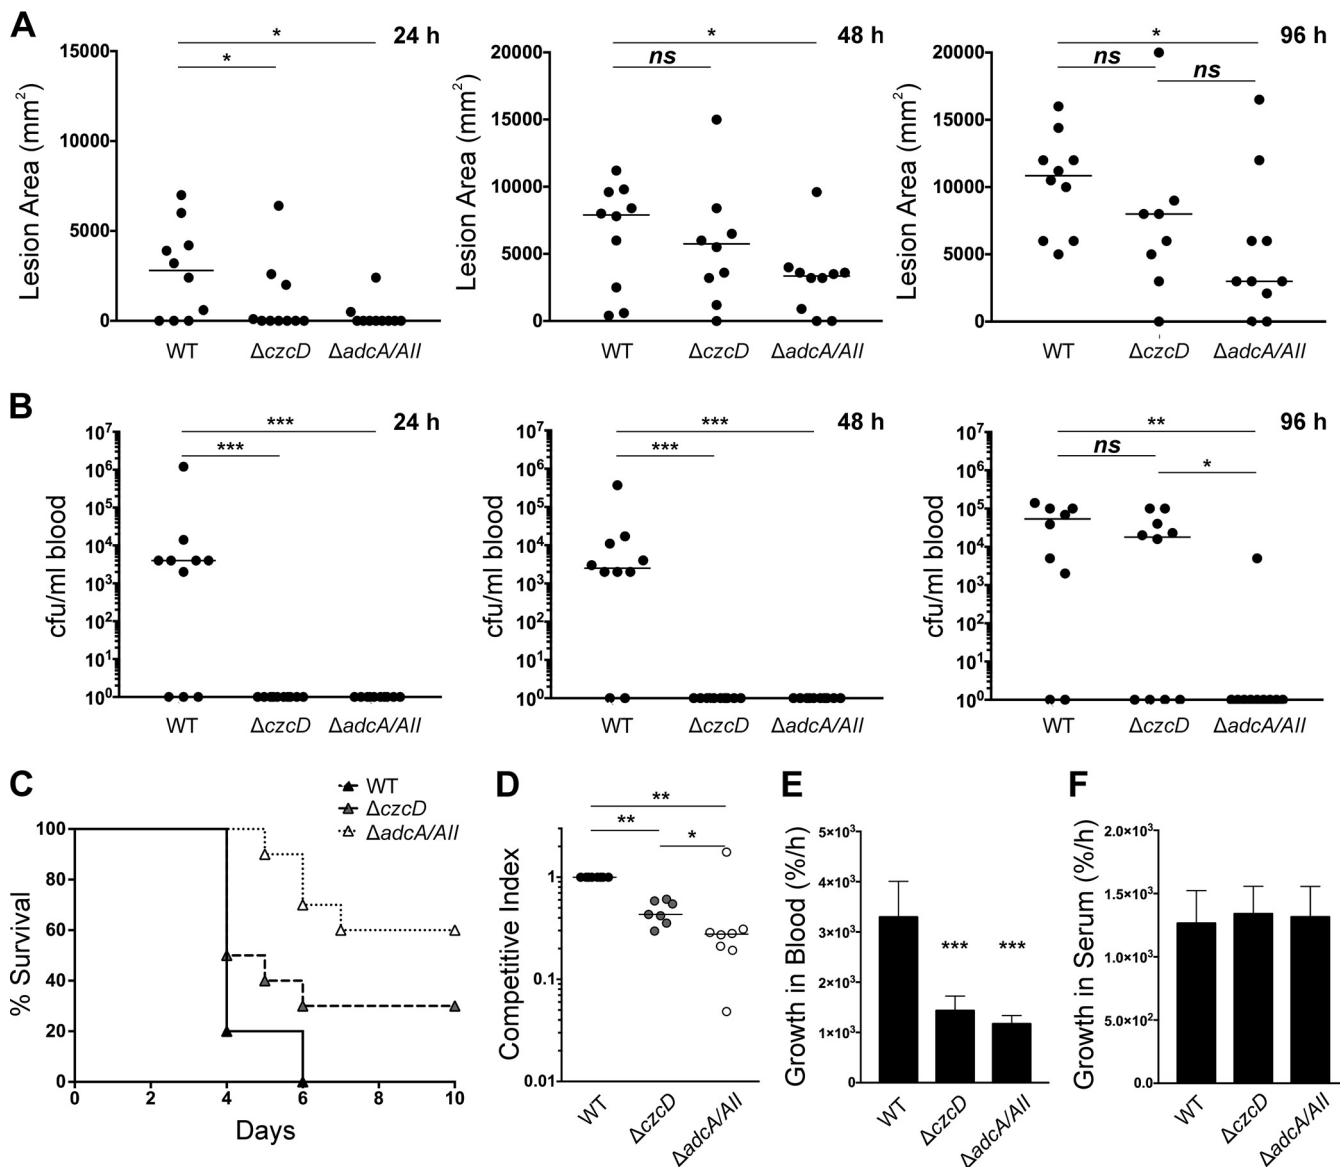 A
24 h
48 h
96 h
* *
ns *
* ns ns
Lesion Area (mm²)
15000
10000
5000
0
WT ΔczcD ΔadcA/AII
Lesion Area (mm²)
20000
15000
10000
5000
0
WT ΔczcD ΔadcA/AII
Lesion Area (mm²)
20000
15000
10000
5000
0
WT ΔczcD ΔadcA/AII
B
24 h
48 h
96 h
*** ***
*** ***
** ns *
cfu/ml blood
10⁷
10⁶
10⁵
10⁴
10³
10²
10¹
10⁰
WT ΔczcD ΔadcA/AII
cfu/ml blood
10⁷
10⁶
10⁵
10⁴
10³
10²
10¹
10⁰
WT ΔczcD ΔadcA/AII
cfu/ml blood
10⁷
10⁶
10⁵
10⁴
10³
10²
10¹
10⁰
WT ΔczcD ΔadcA/AII
C
WT
ΔczcD
ΔadcA/AII
% Survival
100
80
60
40
20
0
0 2 4 6 8 10
Days
D
**
** *
Competitive Index
1
0.1
0.01
WT ΔczcD ΔadcA/AII
E
Growth in Blood (%/h)
5×10³
4×10³
3×10³
2×10³
1×10³
0
*** ***
WT ΔczcD ΔadcA/AII
F
Growth in Serum (%/h)
2.0×10³
1.5×10³
1.0×10³
5.0×10²
0.0
WT ΔczcD ΔadcA/AII